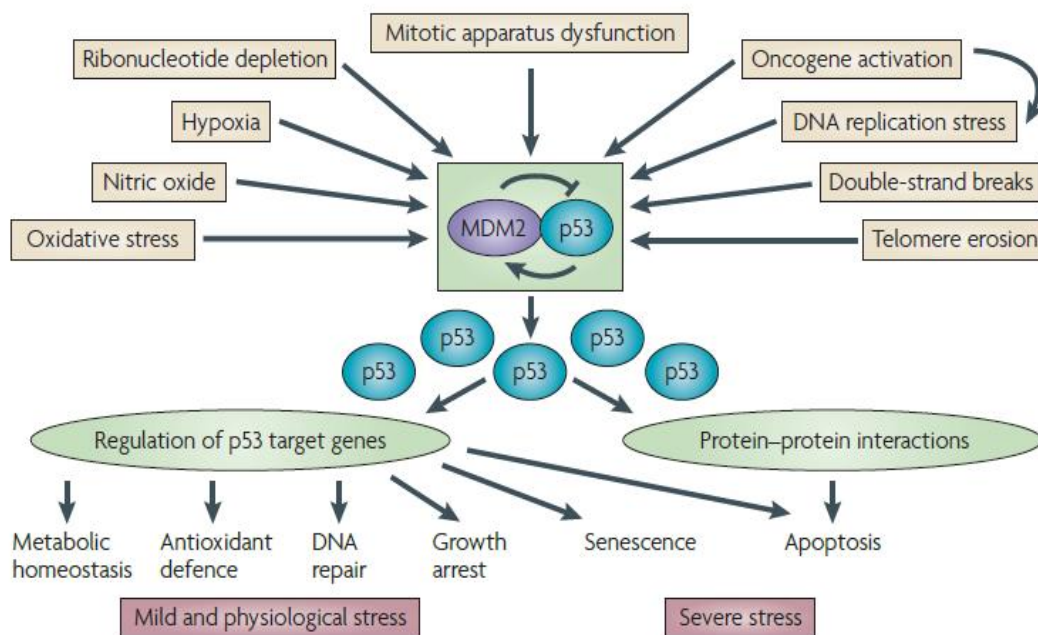 Mitotic apparatus dysfunction
Ribonucleotide depletion
Oncogene activation
Hypoxia
DNA replication stress
Nitric oxide
Double-strand breaks
Oxidative stress
MDM2
p53
Telomere erosion
p53
p53
p53
p53
p53
Regulation of p53 target genes
Protein–protein interactions
Metabolic
homeostasis
Antioxidant
defence
DNA
repair
Growth
arrest
Senescence
Apoptosis
Mild and physiological stress
Severe stress